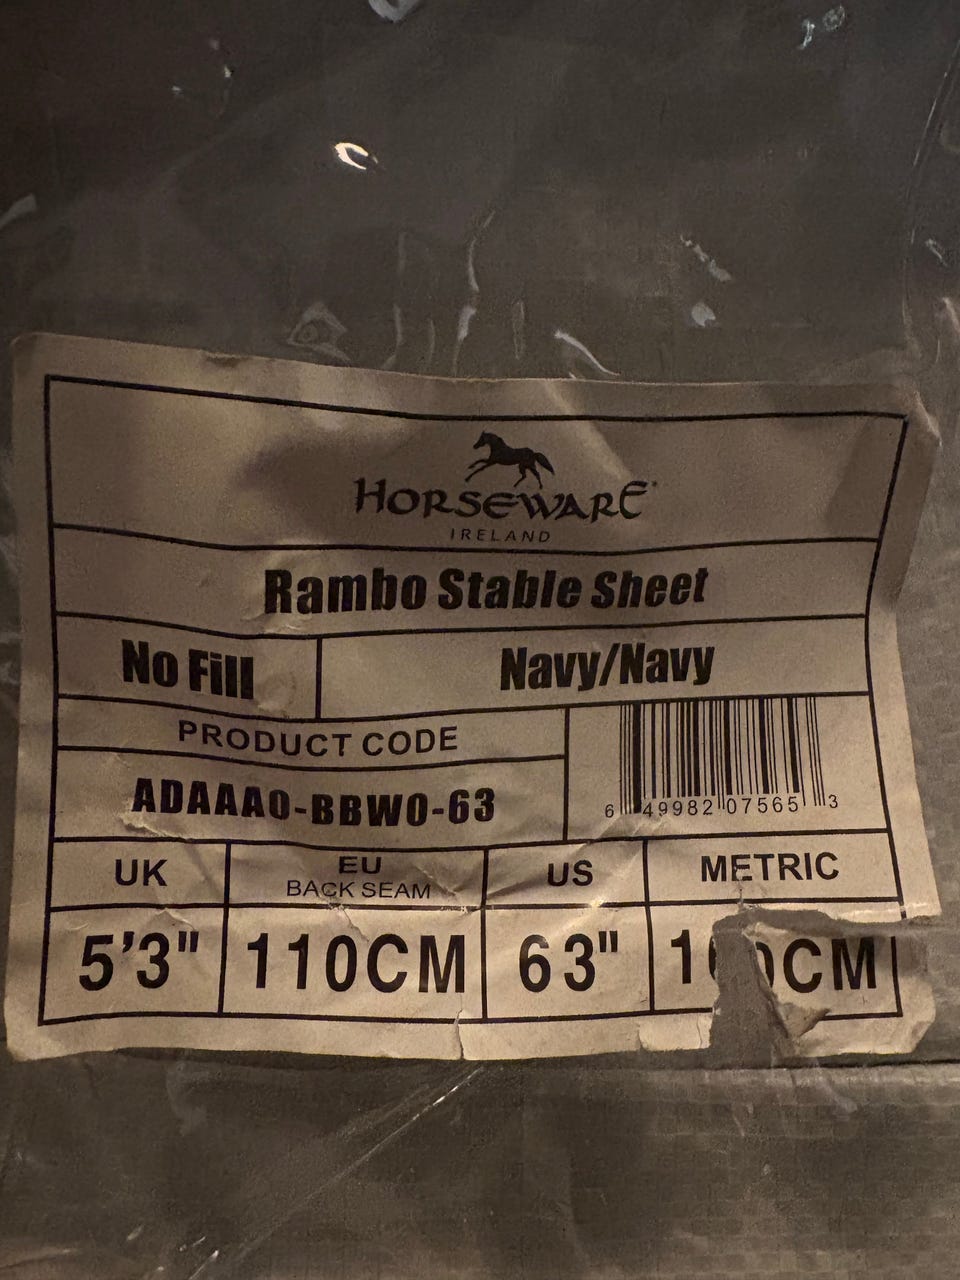 HORSEWARE
IRELAND
Rambo Stable Sheet
No Fill
Navy/Navy
PRODUCT CODE
ADAAA0-BBW0-63
6 49982 07565 3
UK
EU
BACK SEAM
US
METRIC
5'3"
110CM
63"